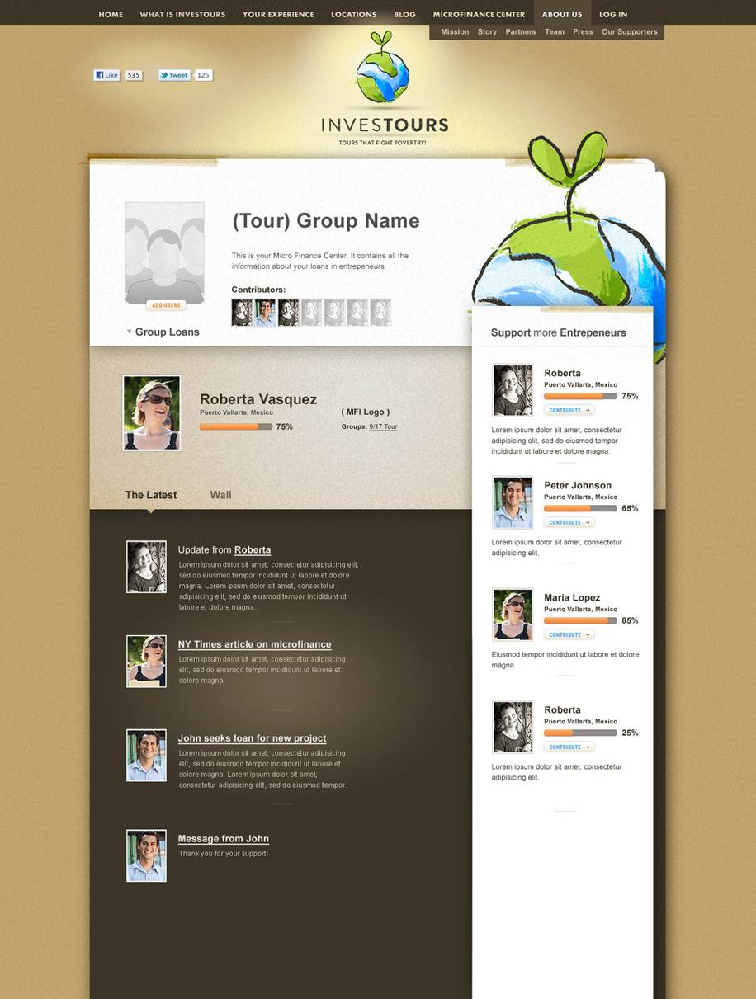 HOME WHAT IS INVESTOURS YOUR EXPERIENCE LOCATIONS BLOG MICROFINANCE CENTER ABOUT US LOG IN
Mission Story Partners Team Press Our Supporters
Like 535 Tweet 125
INVESTOURS
TOURS THAT FIGHT POVERTRY!
(Tour) Group Name
This is your Micro Finance Center. It contains all the
information about your loans in entrepeneurs.
Contributors:
ADD USERS
Group Loans
Roberta Vasquez
Puerto Vallarta, Mexico
75%
( MFI Logo )
Groups: 9/17 Tour
The Latest Wall
Update from Roberta
Lorem ipsum dolor sit amet, consectetur adipisicing elit,
sed do eiusmod tempor incididunt ut labore et dolore
magna. Lorem ipsum dolor sit amet, consectetur
adipisicing elit, sed do eiusmod tempor incididunt ut
labore et dolore magna.
NY Times article on microfinance
Lorem ipsum dolor sit amet, consectetur adipisicing
elit, sed do eiusmod tempor incididunt ut labore et
dolore magna.
John seeks loan for new project
Lorem ipsum dolor sit amet, consectetur adipisicing
elit, sed do eiusmod tempor incididunt ut labore et
dolore magna. Lorem ipsum dolor sit amet,
consectetur adipisicing elit, sed do eiusmod tempor.
Message from John
Thank you for your support!
Support more Entrepeneurs
Roberta
Puerto Vallarta, Mexico
75%
CONTRIBUTE
Lorem ipsum dolor sit amet, consectetur
adipisicing elit, sed do eiusmod tempor
incididunt ut labore et dolore magna.
Peter Johnson
Puerto Vallarta, Mexico
65%
CONTRIBUTE
Lorem ipsum dolor sit amet, consectetur
adipisicing elit.
Maria Lopez
Puerto Vallarta, Mexico
85%
CONTRIBUTE
Eiusmod tempor incididunt ut labore et dolore
magna.
Roberta
Puerto Vallarta, Mexico
25%
CONTRIBUTE
Lorem ipsum dolor sit amet, consectetur
adipisicing elit.